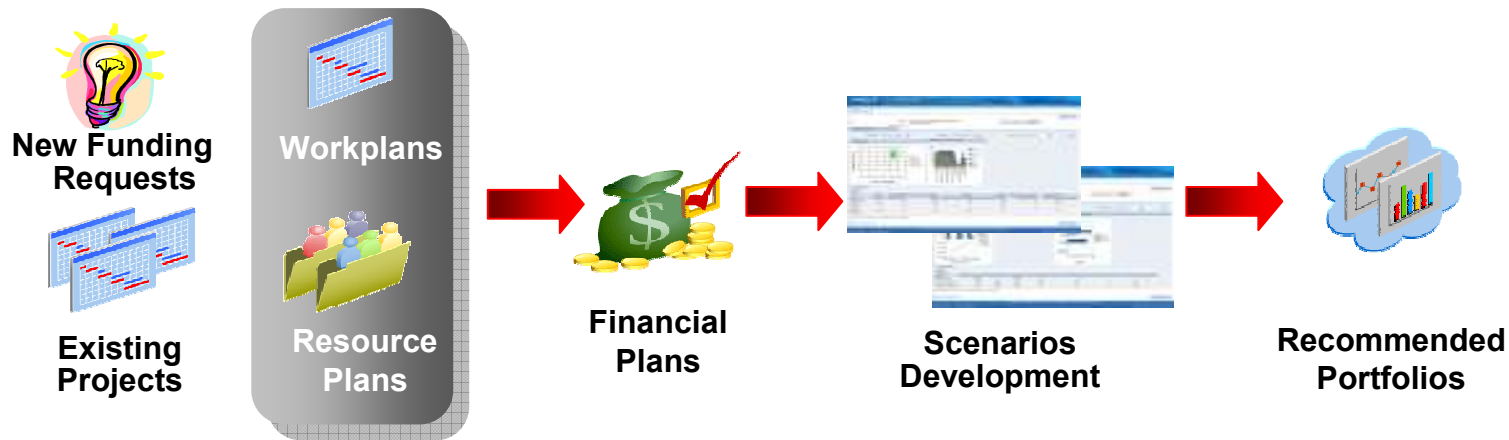 New Funding
Requests
Existing
Projects
Workplans
Resource
Plans
$
Financial
Plans
Scenarios
Development
Recommended
Portfolios